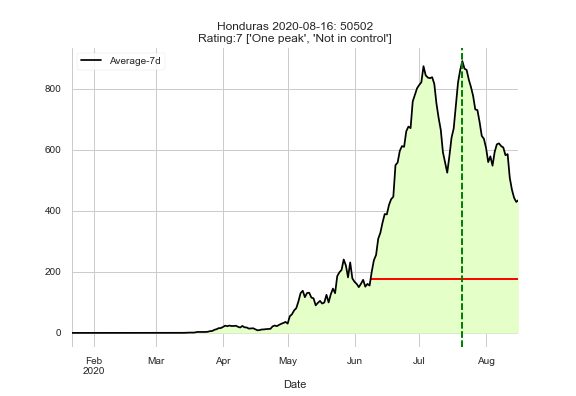 Honduras 2020-08-16: 50502
Rating:7 ['One peak', 'Not in control']
Average-7d
800
600
400
200
0
Feb Mar Apr May Jun Jul Aug
2020
Date